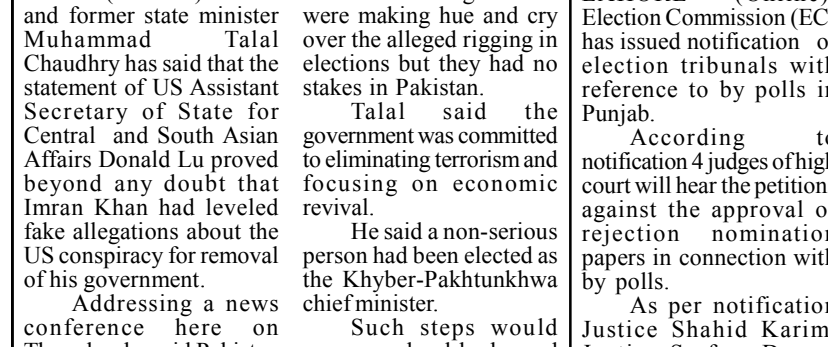 and former state minister
Muhammad Talal
Chaudhry has said that the
statement of US Assistant
Secretary of State for
Central and South Asian
Affairs Donald Lu proved
beyond any doubt that
Imran Khan had leveled
fake allegations about the
US conspiracy for removal
of his government.
Addressing a news
conference here on
were making hue and cry
over the alleged rigging in
elections but they had no
stakes in Pakistan.
Talal said the
government was committed
to eliminating terrorism and
focusing on economic
revival.
He said a non-serious
person had been elected as
the Khyber-Pakhtunkhwa
chief minister.
Such steps would
Election Commission (EC
has issued notification
election tribunals
reference to by polls
Punjab.
According
notification 4 judges of
court will hear the petition
against the approval
rejection
papers in connection
by polls.
As per
Justice Shahid Karim